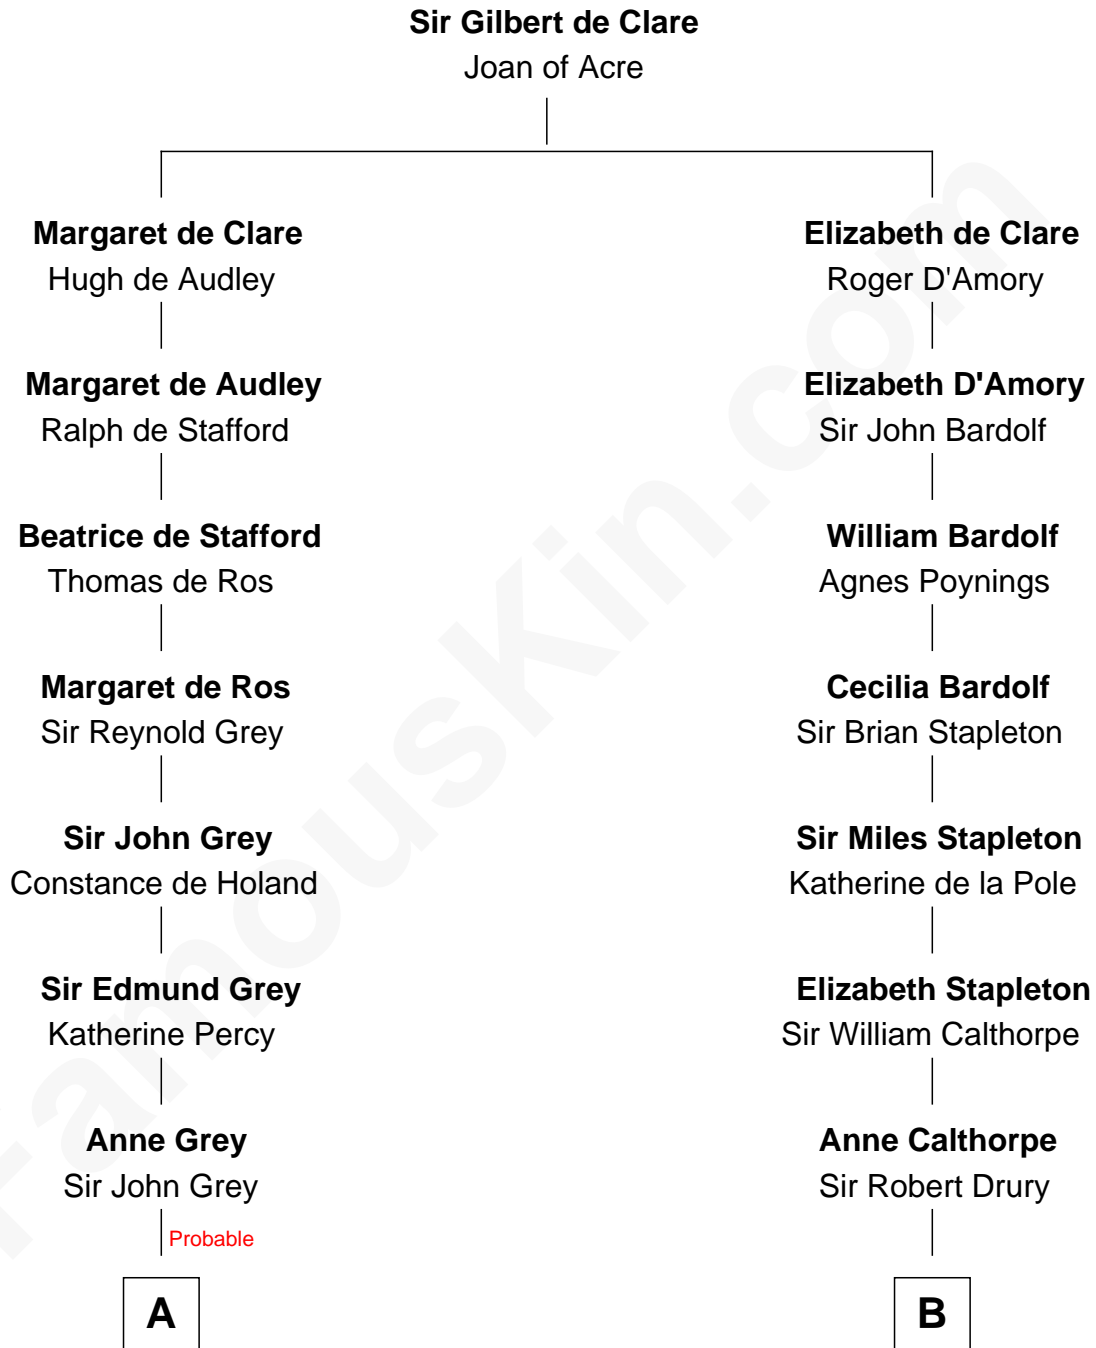 Sir Gilbert de Clare
Joan of Acre
Margaret de Clare
Hugh de Audley
Elizabeth de Clare
Roger D'Amory
Margaret de Audley
Ralph de Stafford
Elizabeth D'Amory
Sir John Bardolf
Beatrice de Stafford
Thomas de Ros
William Bardolf
Agnes Poynings
Margaret de Ros
Sir Reynold Grey
Cecilia Bardolf
Sir Brian Stapleton
Sir John Grey
Constance de Holand
Sir Miles Stapleton
Katherine de la Pole
Sir Edmund Grey
Katherine Percy
Elizabeth Stapleton
Sir William Calthorpe
Anne Grey
Sir John Grey
Anne Calthorpe
Sir Robert Drury
Probable
A
B
FamousKin.com